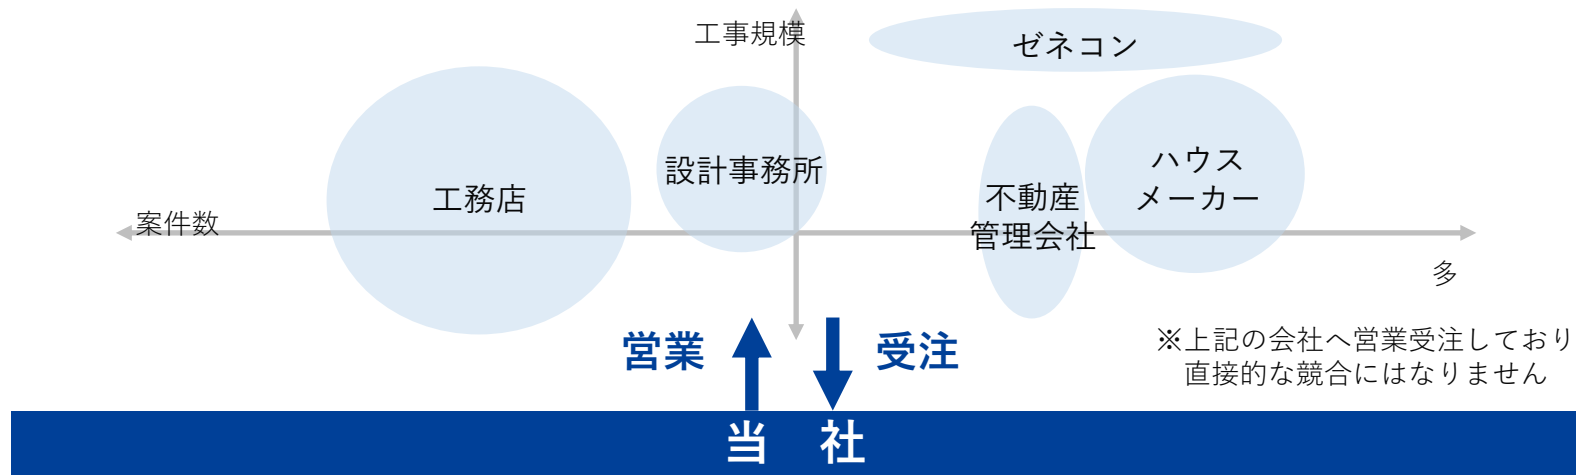 工事規模
ゼネコン
設計事務所
ハウス
メーカー
工務店
不動産
管理会社
案件数
多
営業
受注
※上記の会社へ営業受注しており
直接的な競合にはなりません
当　社